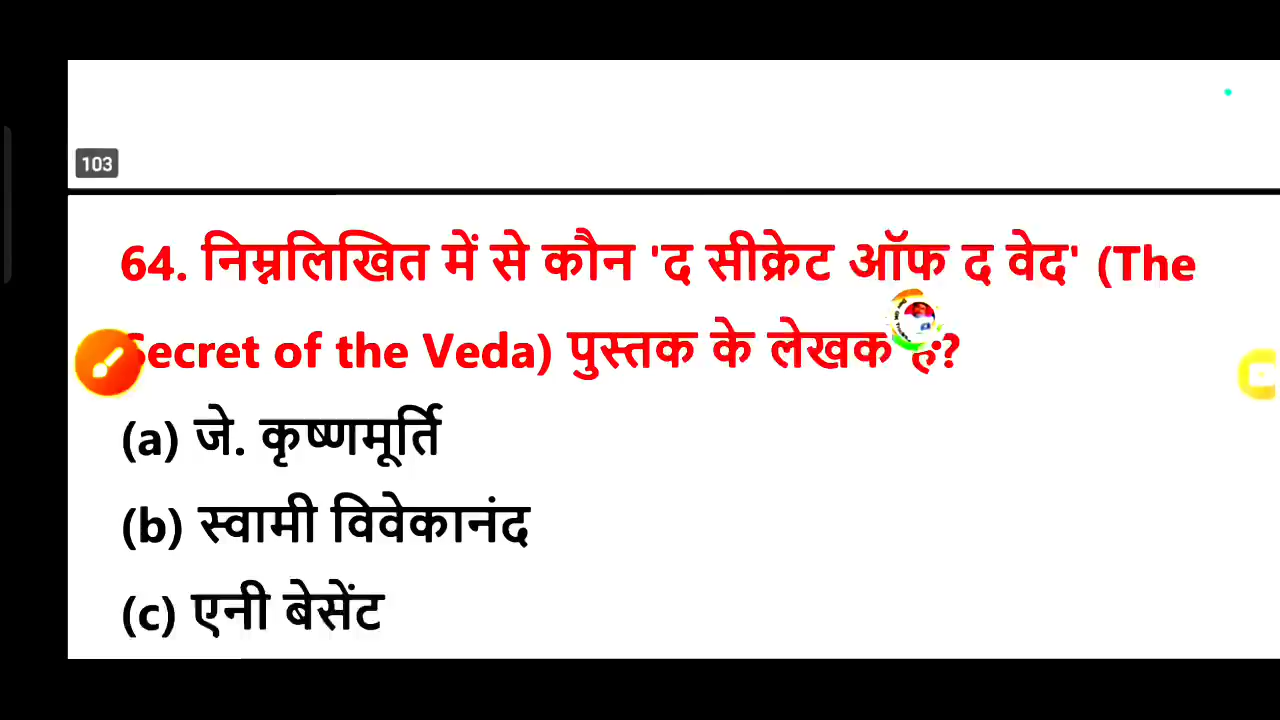 103
64. निम्नलिखित में से कौन 'द सीक्रेट ऑफ द वेद' (The
Secret of the Veda) पुस्तक के लेखक है?
(a) जे. कृष्णमूर्ति
(b) स्वामी विवेकानंद
(c) एनी बेसेंट